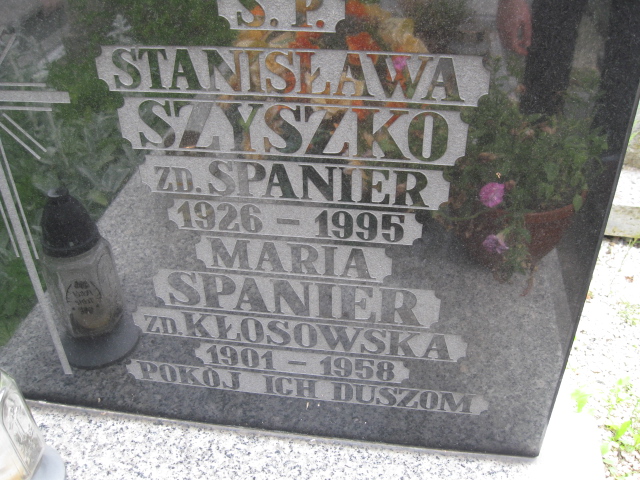 Ś. P.
STANISŁAWA
SZYSZKO
ZD. SPANIER
1926 – 1995
MARIA
SPANIER
ZD. KŁOSOWSKA
1901 – 1958
POKÓJ ICH DUSZOM